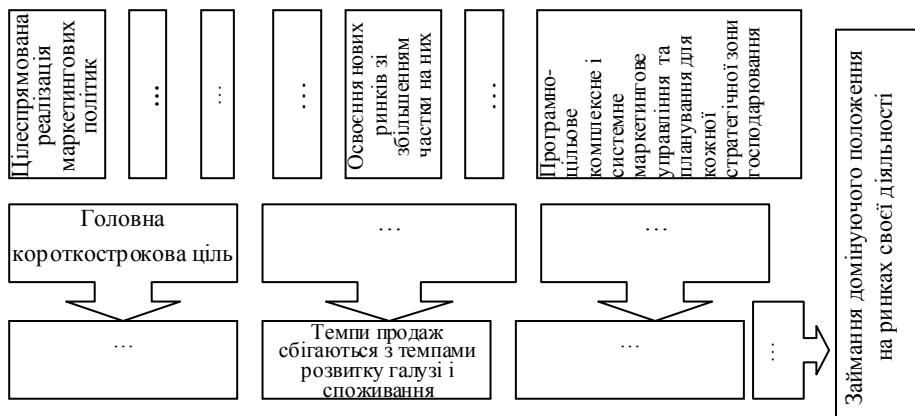 Цілеспрямована
реалізація
маркетингових
політик
…
…
…
Освоєння нових
ринків зі
збільшенням
частки на них
…
Програмно-
цільове
комплексне і
системне
маркетингове
управління та
планування для
кожної
стратегічної зони
господарювання
Головна
короткострокова ціль
…
…
…
Темпи продаж
сбігаються з темпами
розвитку галузі і
споживання
…
…
Займання домінуючого положення
на ринках своєї діяльності